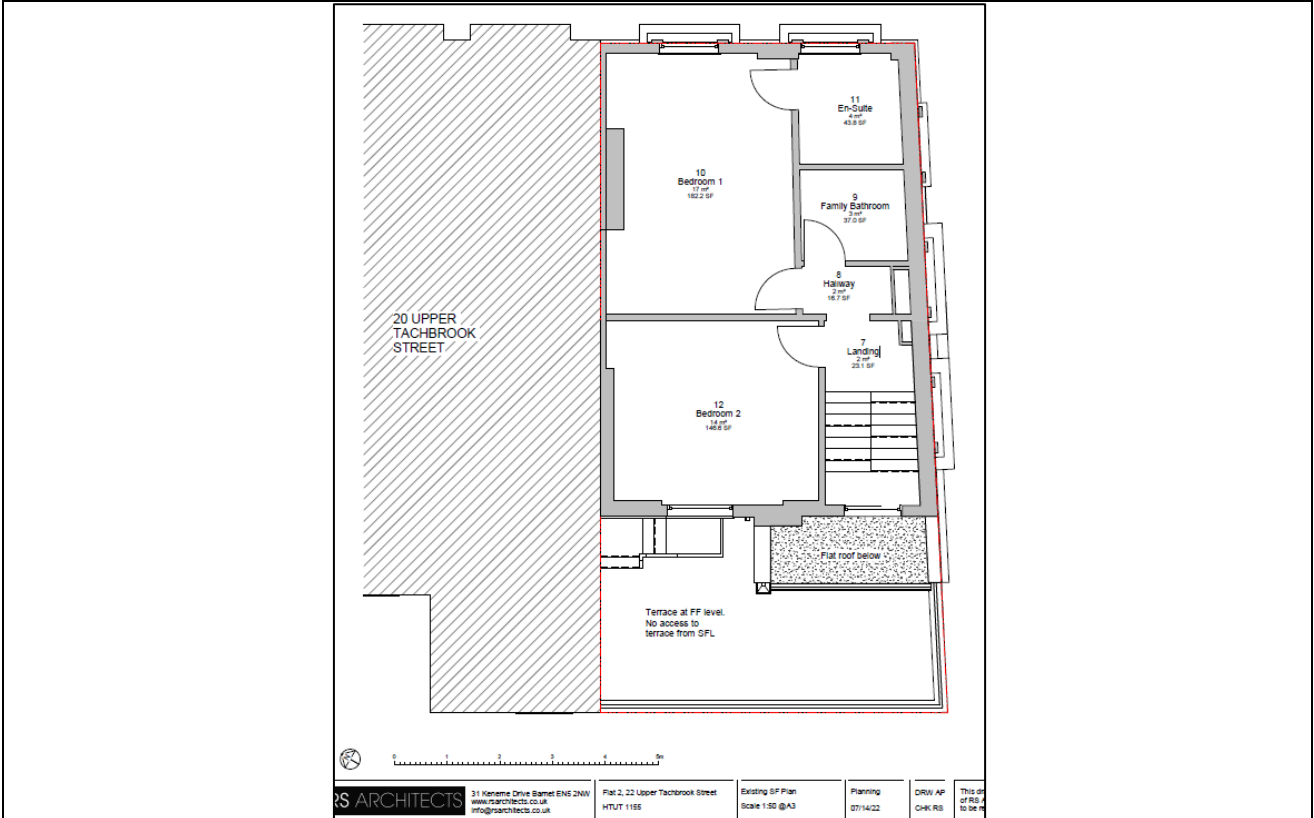 11
En-Suite
4 m²
43.8 SF
10
Bedroom 1
17 m²
182.2 SF
9
Family Bathroom
3 m²
37.0 SF
8
Hallway
2 m²
16.7 SF
20 UPPER
TACHBROOK
STREET
7
Landing
2 m²
23.1 SF
12
Bedroom 2
14 m²
146.6 SF
Flat roof below
Terrace at FF level.
No access to
terrace from SFL
0 1 2 3 4 5m
RS ARCHITECTS
31 Keneme Drive Barnet EN5 2NW
www.rsarchitects.co.uk
info@rsarchitects.co.uk
Flat 2, 22 Upper Tachbrook Street
HTUT 1155
Existing SF Plan
Scale 1:50 @A3
Planning
07/14/22
DRW AP
CHK RS
This
of RS
to be